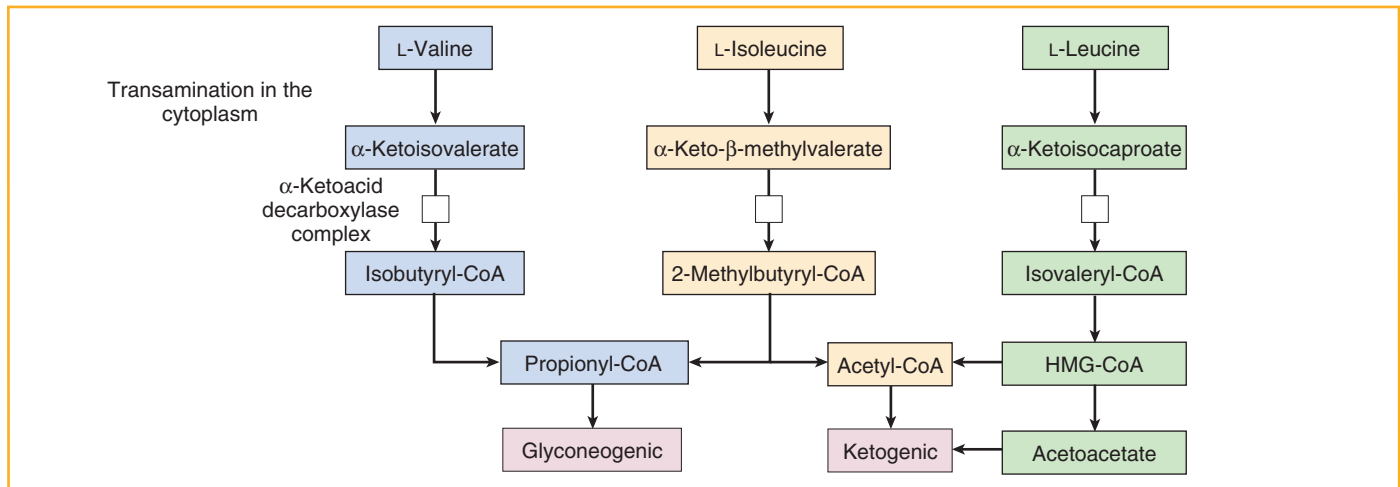 L-Valine
L-Isoleucine
L-Leucine
Transamination in the
cytoplasm
α-Ketoisovalerate
α-Keto-β-methylvalerate
α-Ketoisocaproate
α-Ketoacid
decarboxylase
complex
Isobutyryl-CoA
2-Methylbutyryl-CoA
Isovaleryl-CoA
Propionyl-CoA
Acetyl-CoA
HMG-CoA
Glyconeogenic
Ketogenic
Acetoacetate